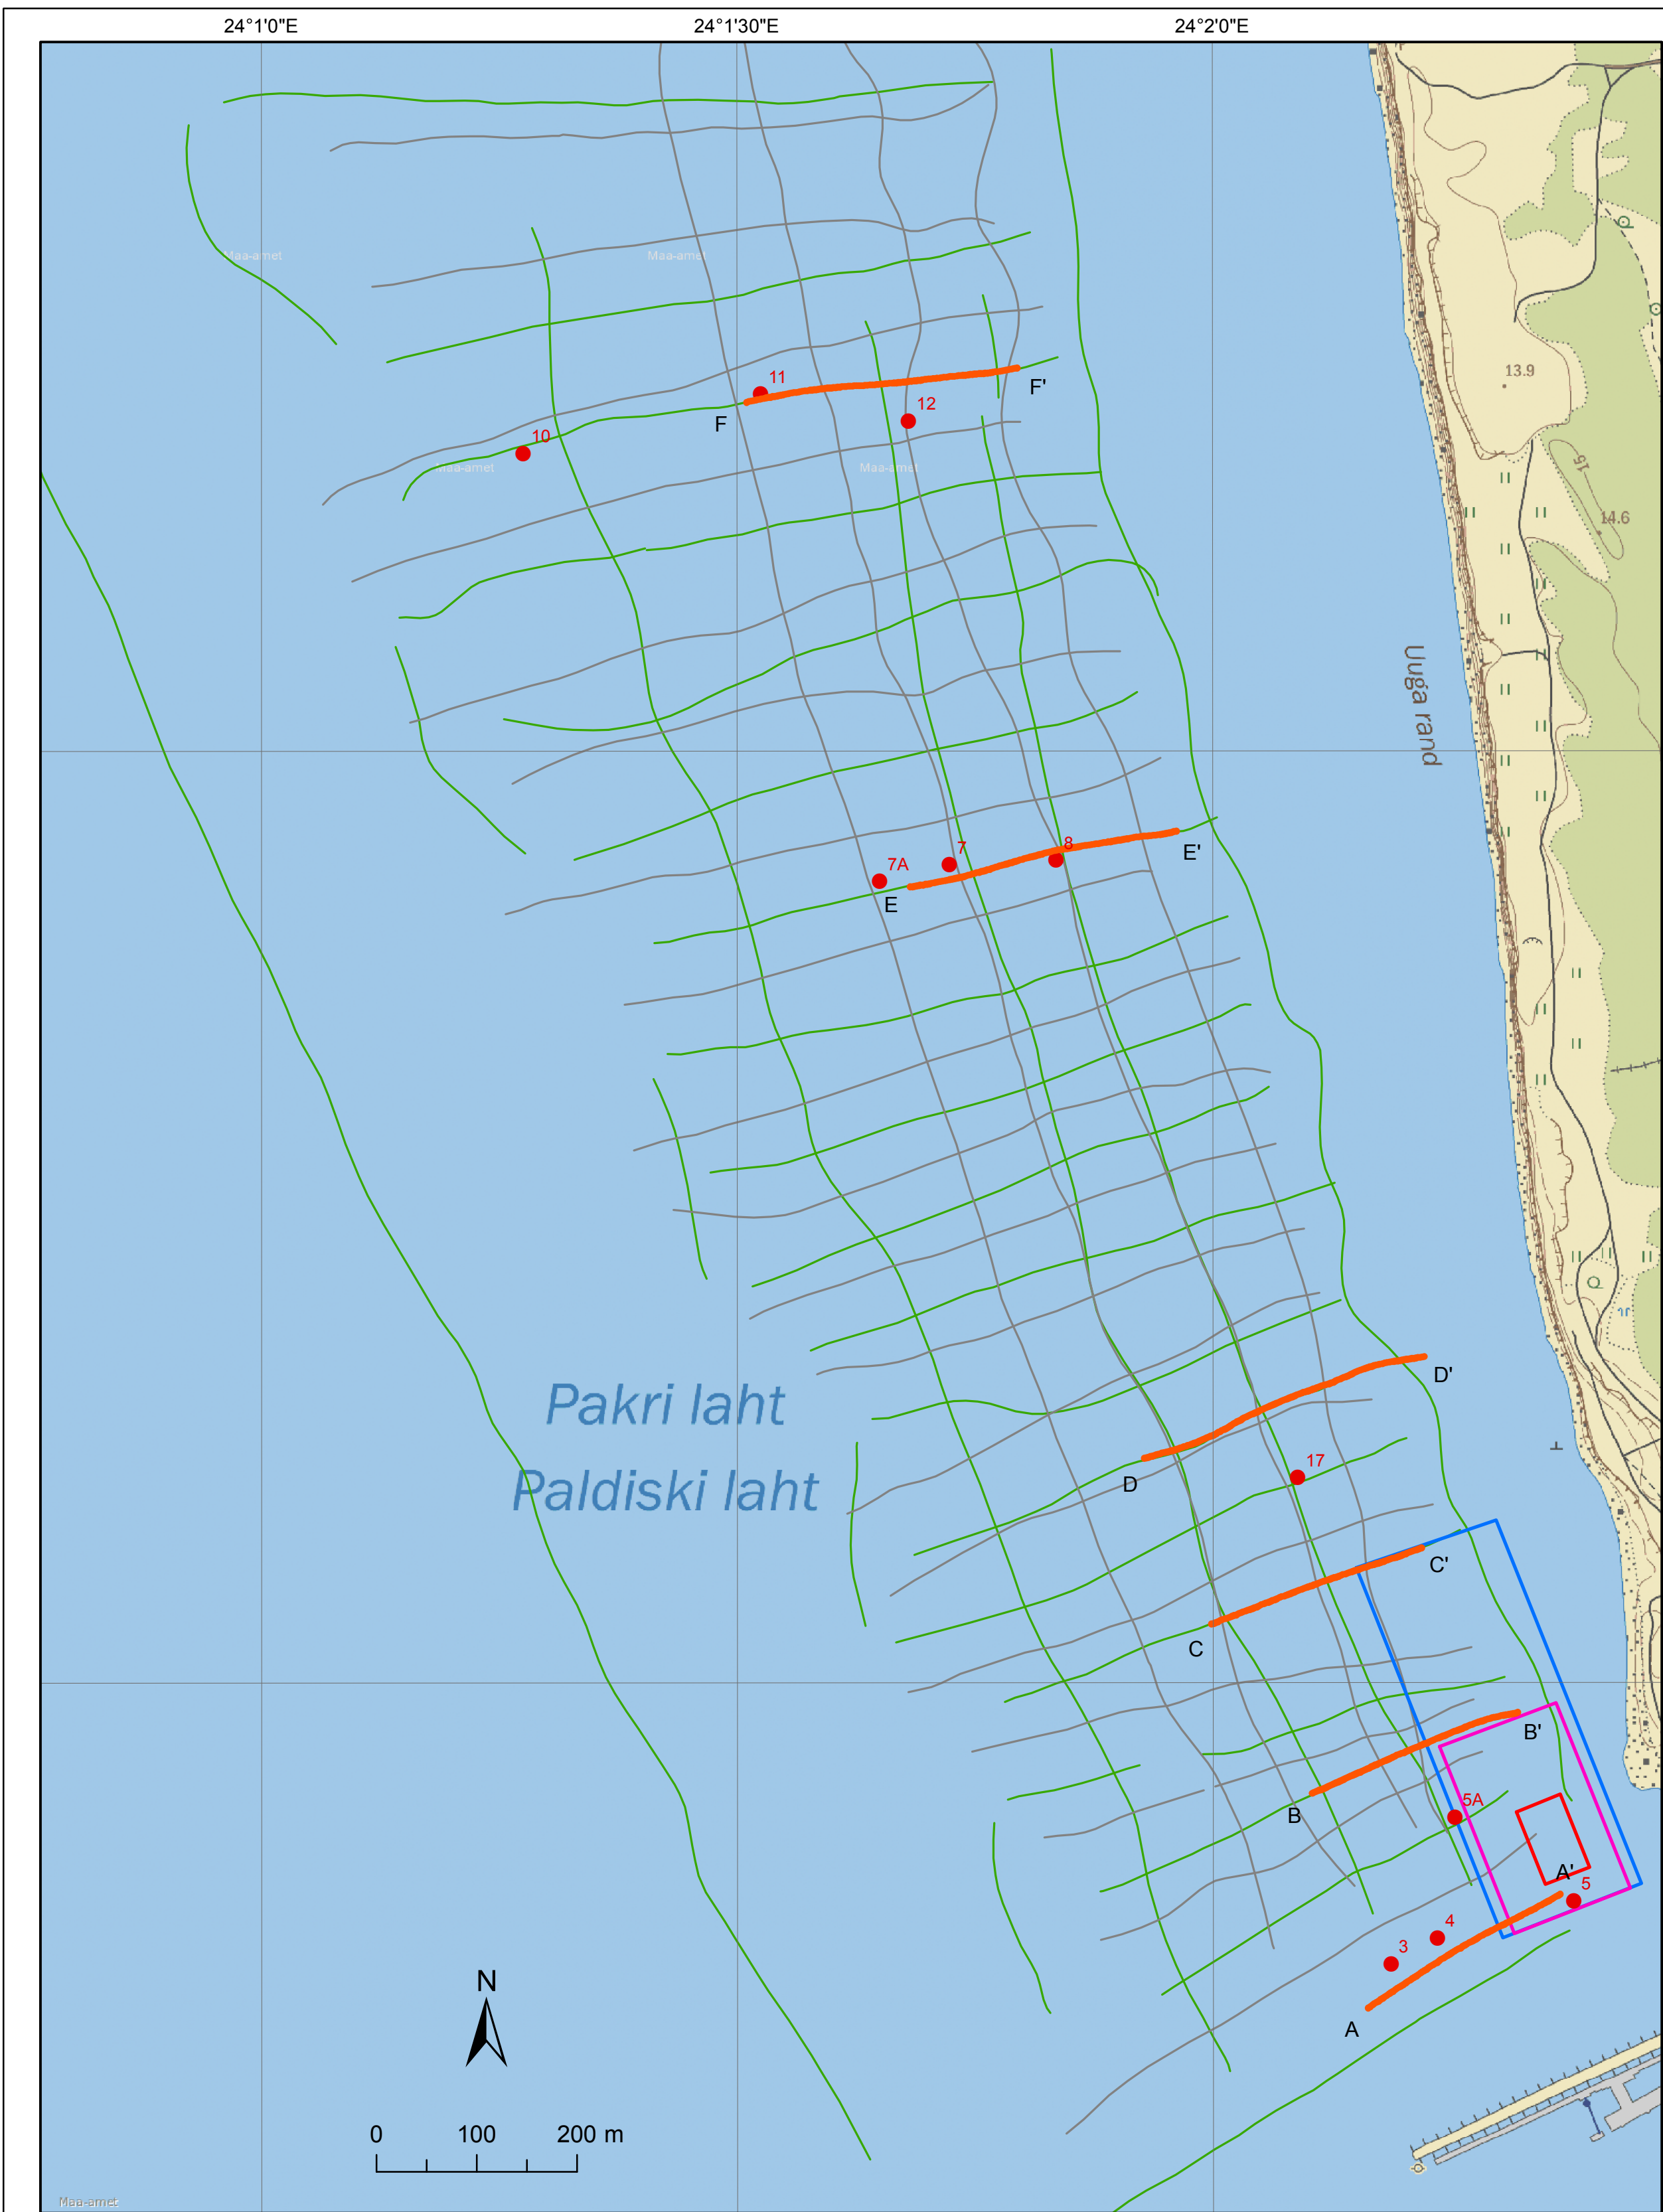 24°1'0"E
24°1'30"E
24°2'0"E
Maa-amet
Maa-amet
11
F'
13.9
F
12
10
Maa-amet
Maa-amet
15
14.6
Uuga rand
8
7
E'
7A
E
D'
Pakri laht
D
17
Paldiski laht
C'
C
B'
5A
B
A'
5
4
3
N
A
0 100 200 m
Maa-amet